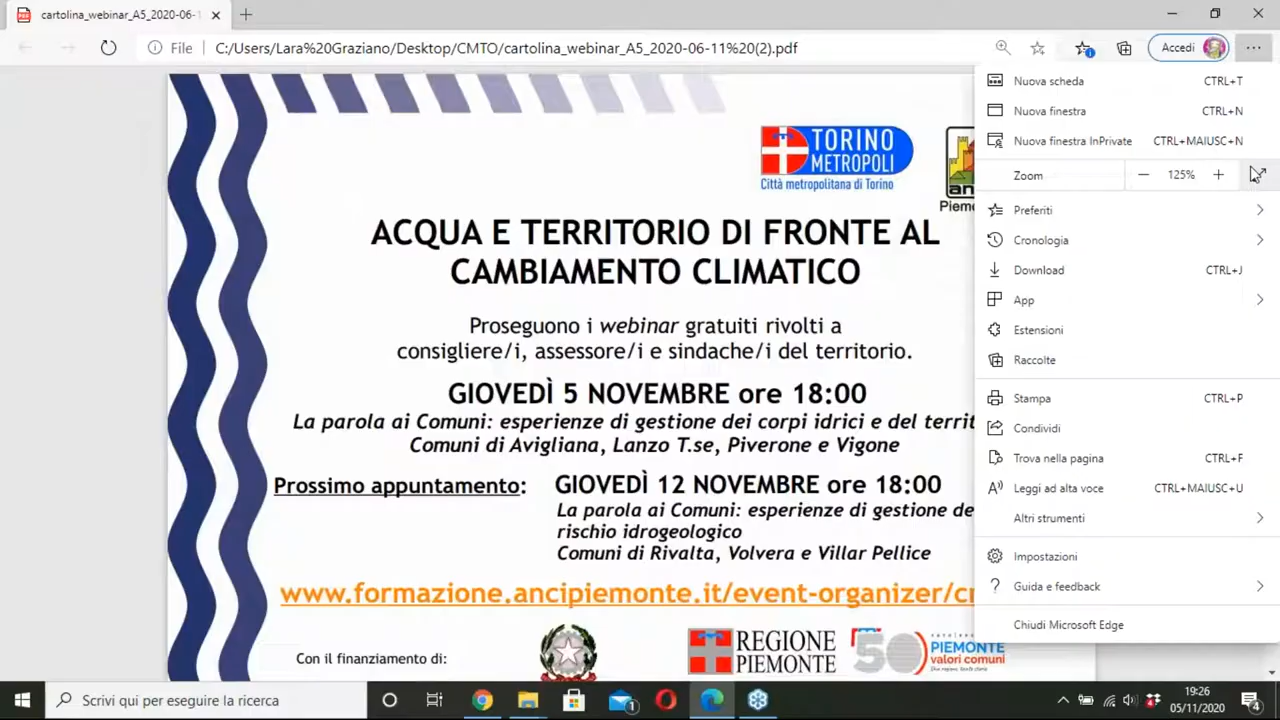 cartolina_webinar_A5_2020-06-1
File
C:/Users/Lara%20Graziano/Desktop/CMTO/cartolina_webinar_A5_2020-06-11%20(2).pdf
Accedi
Nuova scheda CTRL+T
Nuova finestra CTRL+N
Nuova finestra InPrivate CTRL+MAIUSC+N
Zoom 125%
Preferiti
Cronologia
Download CTRL+J
App
Estensioni
Raccolte
Stampa CTRL+P
Condividi
Trova nella pagina CTRL+F
Leggi ad alta voce CTRL+MAIUSC+U
Altri strumenti
Impostazioni
Guida e feedback
Chiudi Microsoft Edge
TORINO
METROPOLI
Città metropolitana di Torino
an
Piem
ACQUA E TERRITORIO DI FRONTE AL
CAMBIAMENTO CLIMATICO
Proseguono i webinar gratuiti rivolti a
consigliere/i, assessore/i e sindache/i del territorio.
GIOVEDÌ 5 NOVEMBRE ore 18:00
La parola ai Comuni: esperienze di gestione dei corpi idrici e del territ
Comuni di Avigliana, Lanzo T.se, Piverone e Vigone
Prossimo appuntamento: GIOVEDÌ 12 NOVEMBRE ore 18:00
La parola ai Comuni: esperienze di gestione de
rischio idrogeologico
Comuni di Rivalta, Volvera e Villar Pellice
www.formazione.ancipiemonte.it/event-organizer/c
Con il finanziamento di:
REGIONE
PIEMONTE
50
PIEMONTE
valori comuni
Scrivi qui per eseguire la ricerca
1
19:26
05/11/2020
4